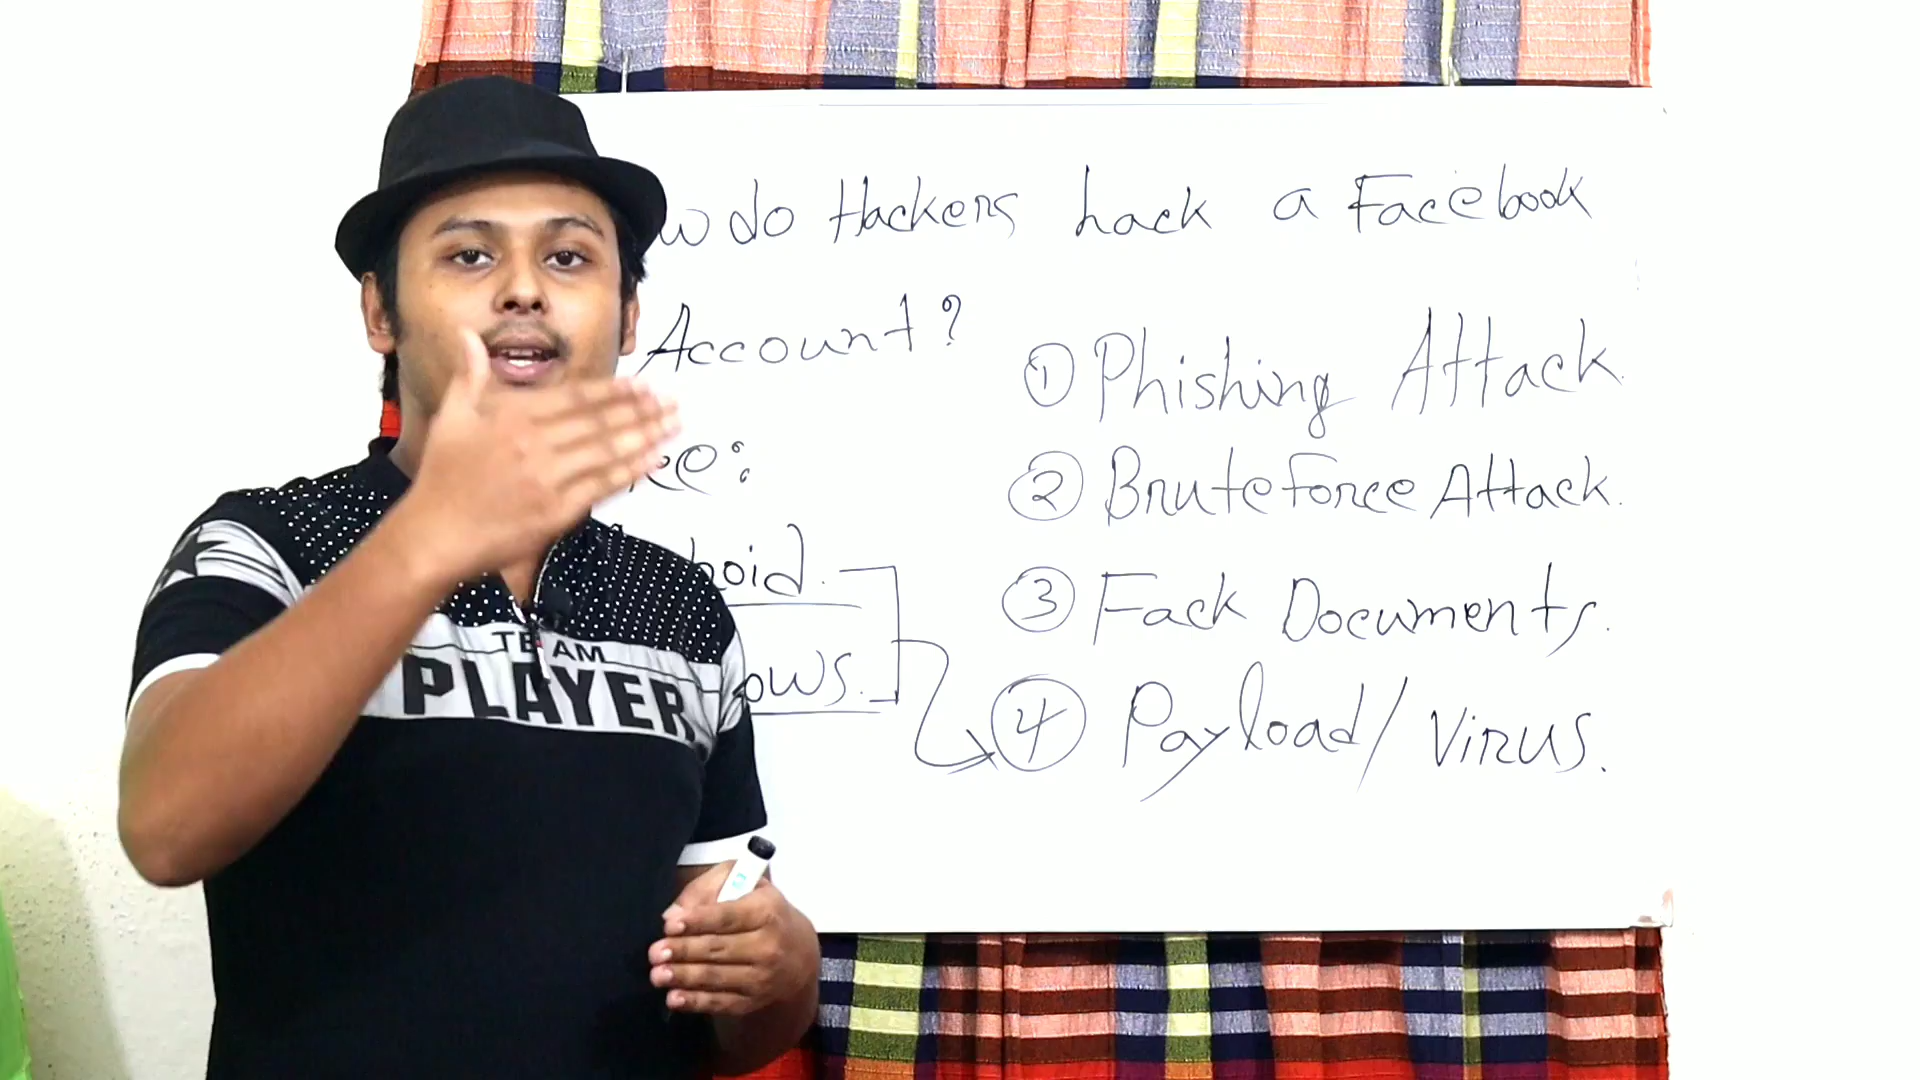 do Hackers hack a Facebook
Account?
① Phishing Attack
② Bruteforce Attack.
③ Fack Documents.
④ Payload/Virus.
TEAM
PLAYER